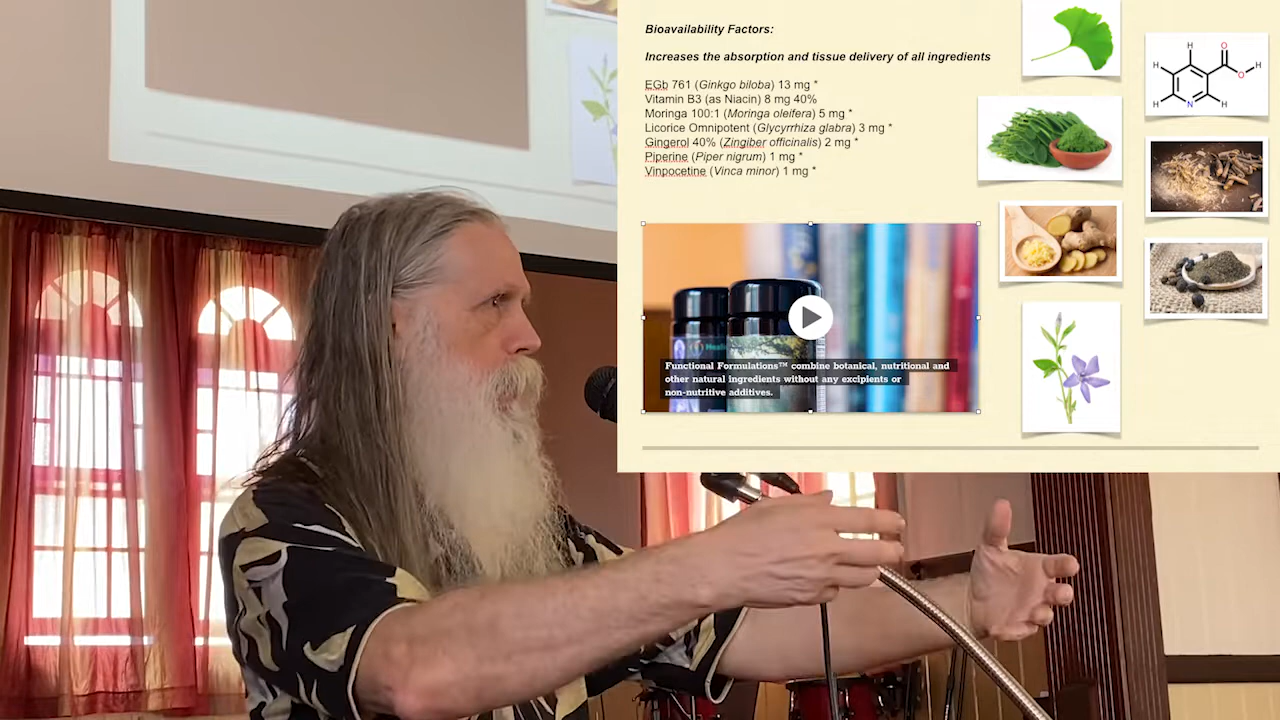 Bioavailability Factors:
Increases the absorption and tissue delivery of all ingredients
EGb 761 (Ginkgo biloba) 13 mg *
Vitamin B3 (as Niacin) 8 mg 40%
Moringa 100:1 (Moringa oleifera) 5 mg *
Licorice Omnipotent (Glycyrrhiza glabra) 3 mg *
Gingerol 40% (Zingiber officinalis) 2 mg *
Piperine (Piper nigrum) 1 mg *
Vinpocetine (Vinca minor) 1 mg *
H
O
H
O
H
H
N
H
Functional Formulations™ combine botanical, nutritional and
other natural ingredients without any excipients or
non-nutritive additives.